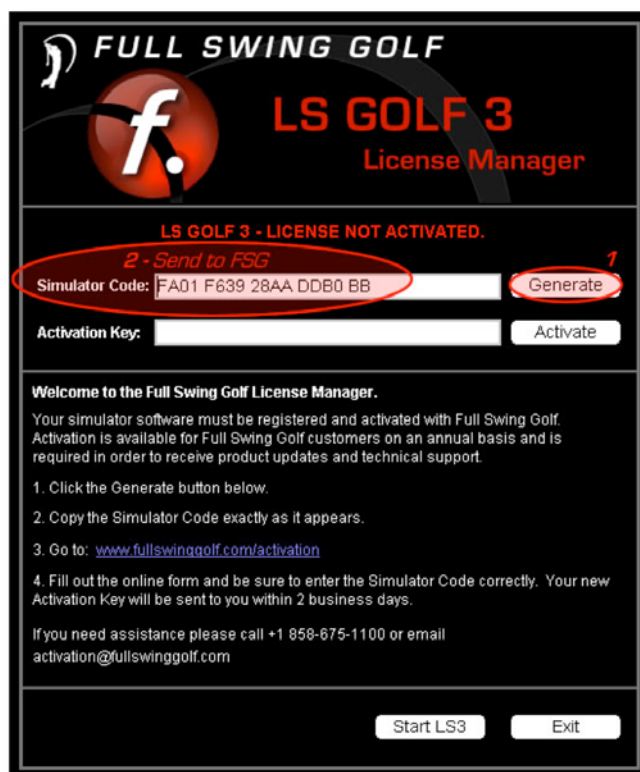 FULL SWING GOLF
f.
LS GOLF 3
License Manager
LS GOLF 3 - LICENSE NOT ACTIVATED.
2 - Send to FSG
1
Simulator Code: FA01 F639 28AA DDB0 BB Generate
Activation Key: Activate
Welcome to the Full Swing Golf License Manager.
Your simulator software must be registered and activated with Full Swing Golf.
Activation is available for Full Swing Golf customers on an annual basis and is
required in order to receive product updates and technical support.
1. Click the Generate button below.
2. Copy the Simulator Code exactly as it appears.
3. Go to: www.fullswinggolf.com/activation
4. Fill out the online form and be sure to enter the Simulator Code correctly. Your new
Activation Key will be sent to you within 2 business days.
If you need assistance please call +1 858-675-1100 or email
activation@fullswinggolf.com
Start LS3 Exit